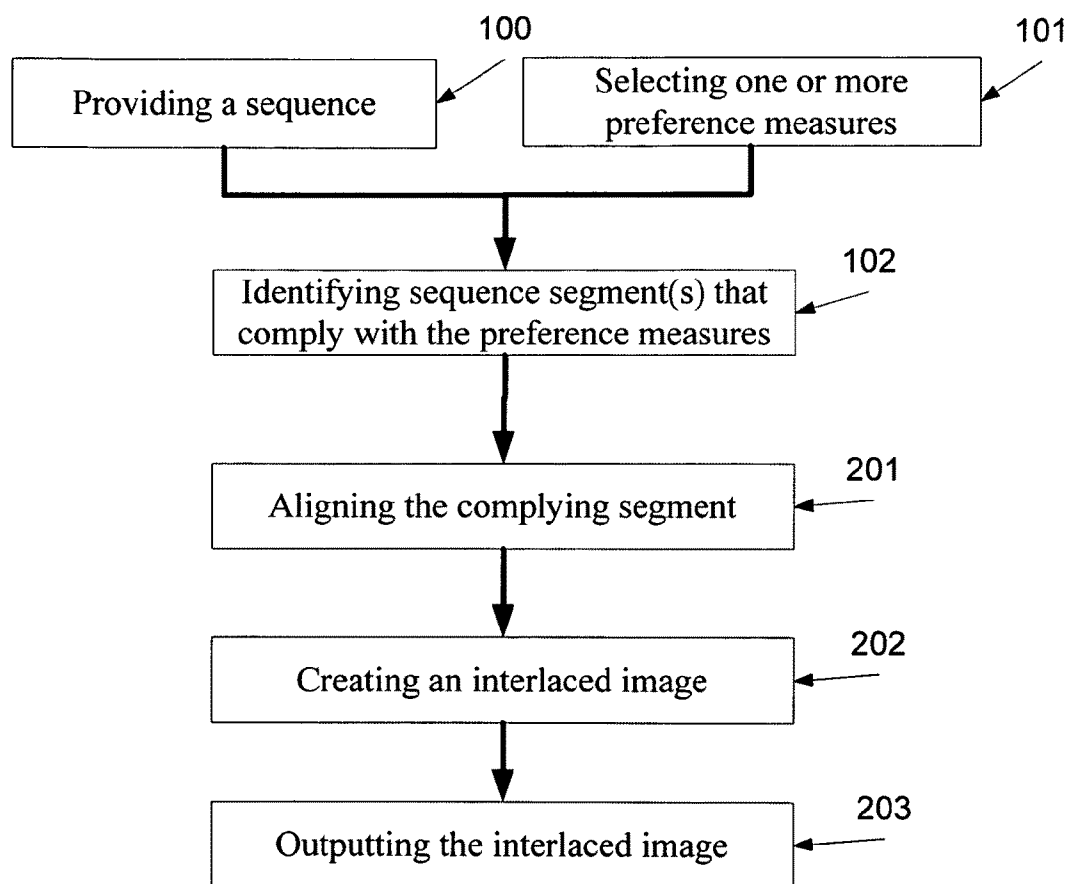 100
101
Providing a sequence
Selecting one or more
preference measures
102
Identifying sequence segment(s) that
comply with the preference measures
201
Aligning the complying segment
202
Creating an interlaced image
203
Outputting the interlaced image